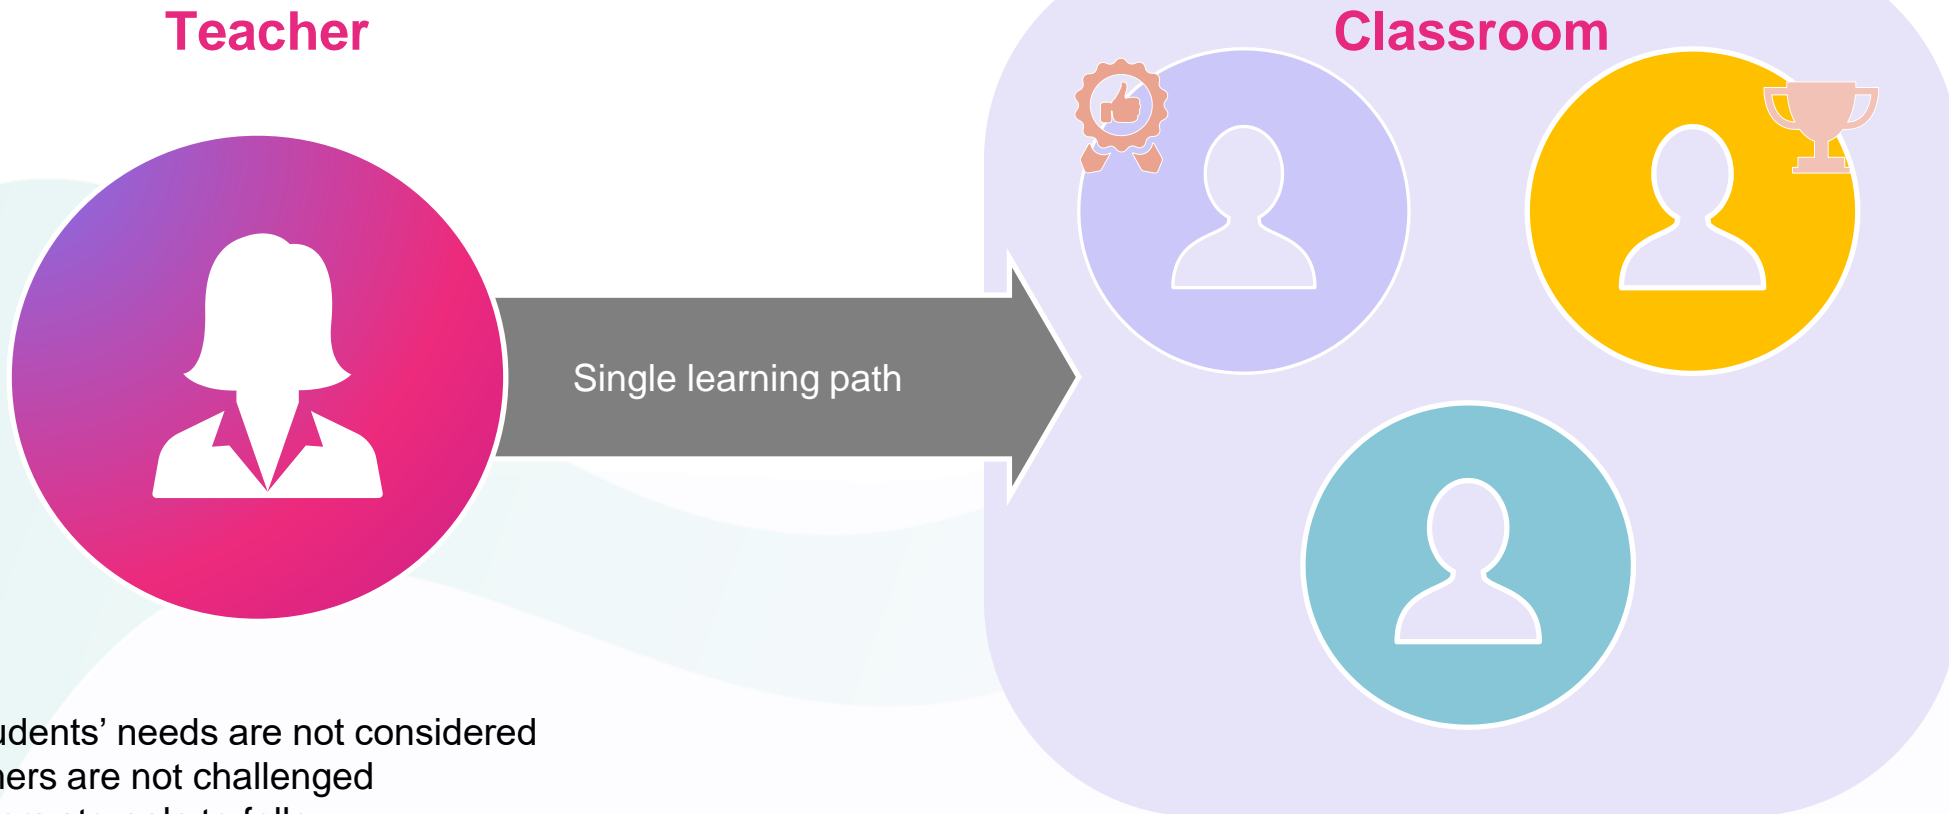 Teacher
Classroom
Single learning path
udents’ needs are not considered
ners are not challenged